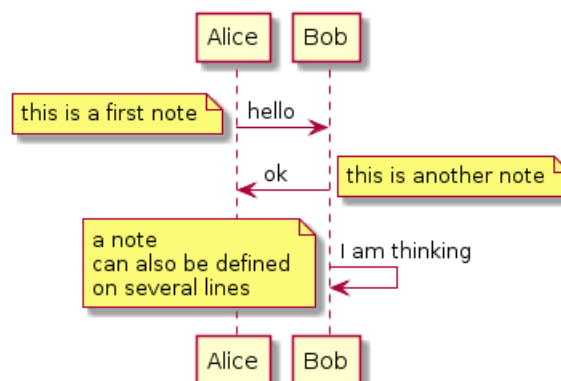 Alice Bob
this is a first note
hello
ok
this is another note
a note
can also be defined
on several lines
I am thinking
Alice Bob